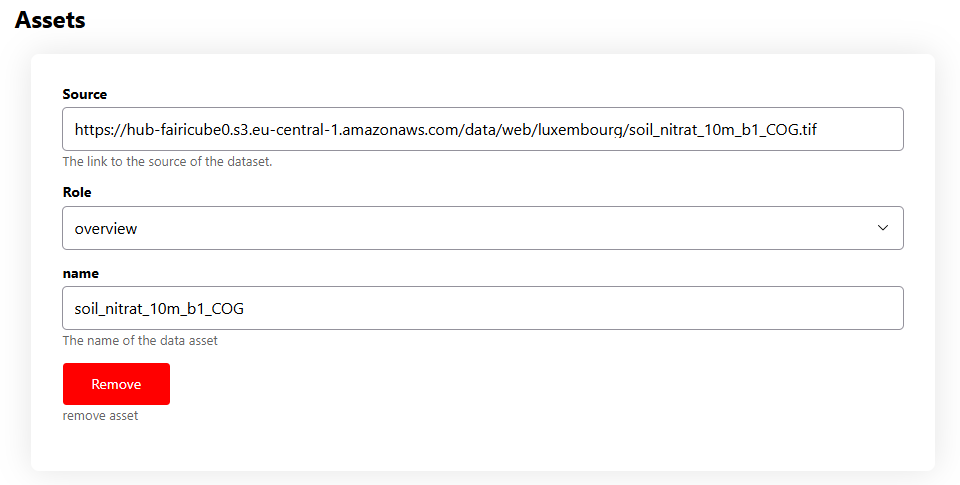 Assets
Source
https://hub-fairicube0.s3.eu-central-1.amazonaws.com/data/web/luxembourg/soil_nitrat_10m_b1_COG.tif
The link to the source of the dataset.
Role
overview
name
soil_nitrat_10m_b1_COG
The name of the data asset
Remove
remove asset